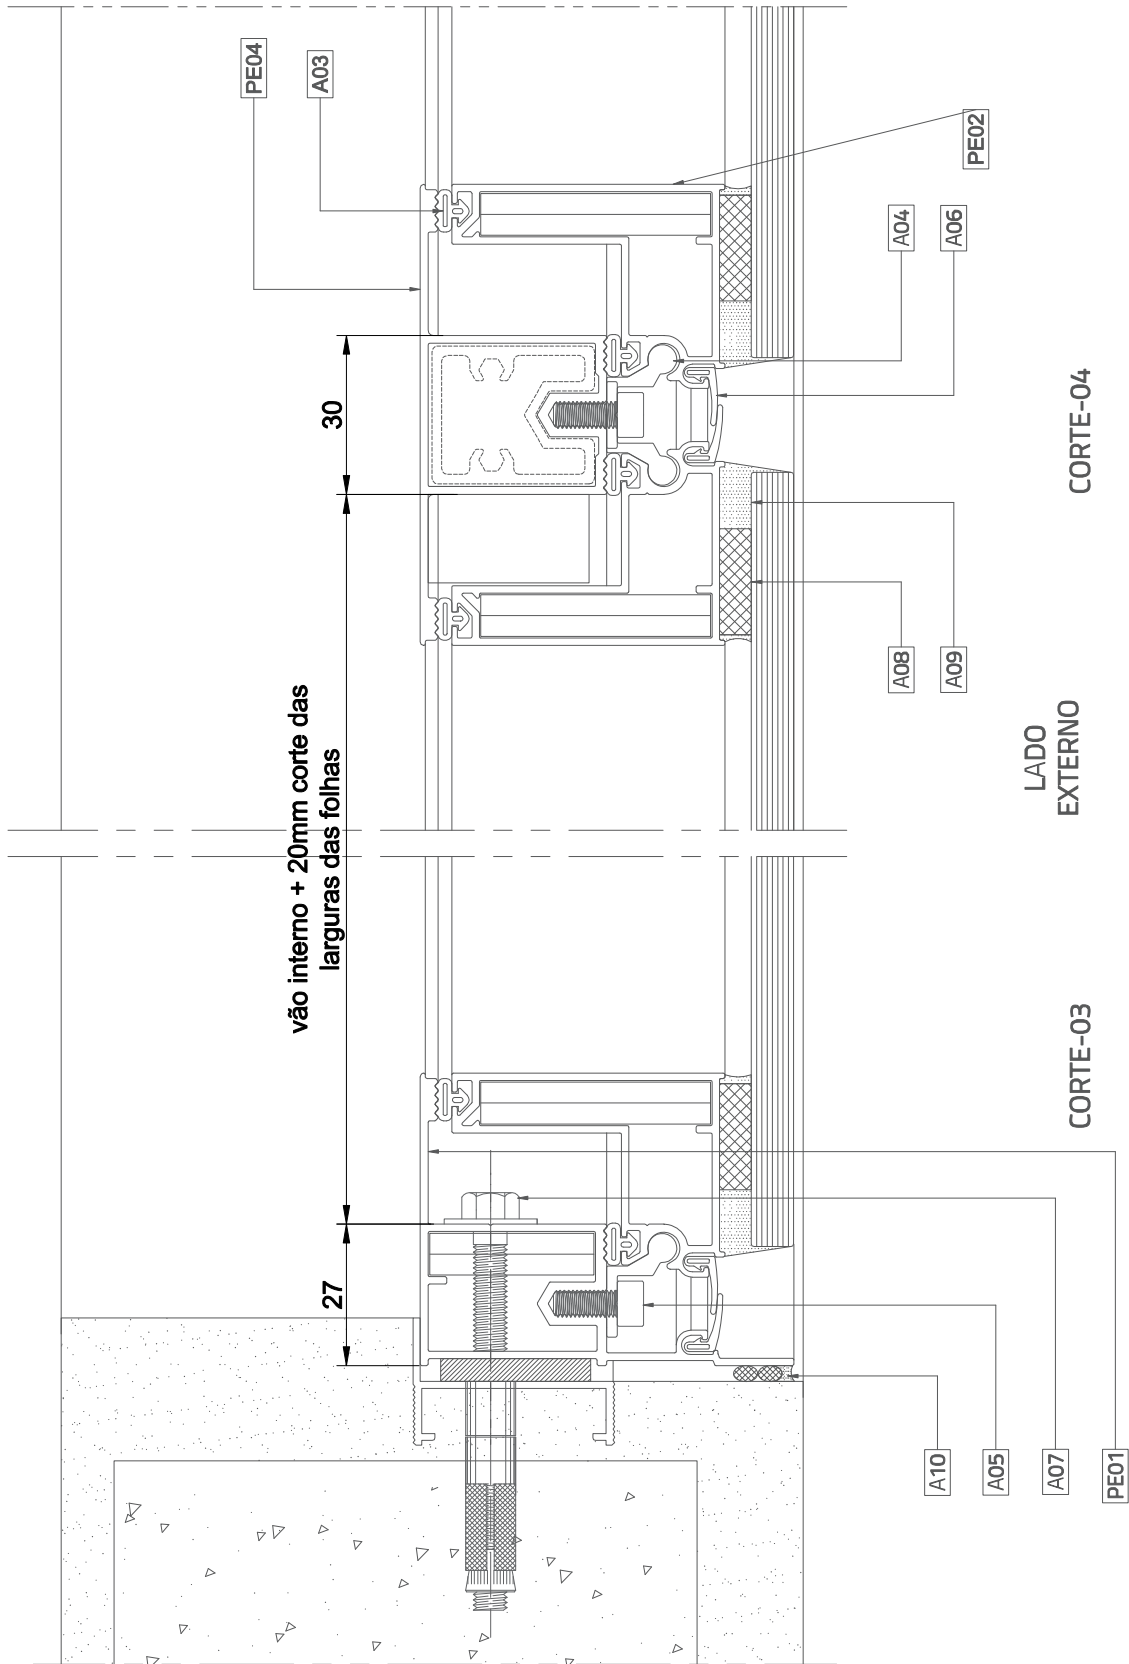 PE04
A03
PE02
A04
A06
30
CORTE-04
vão interno + 20mm corte das
larguras das folhas
A08
A09
LADO
EXTERNO
CORTE-03
27
A10
A05
A07
PE01